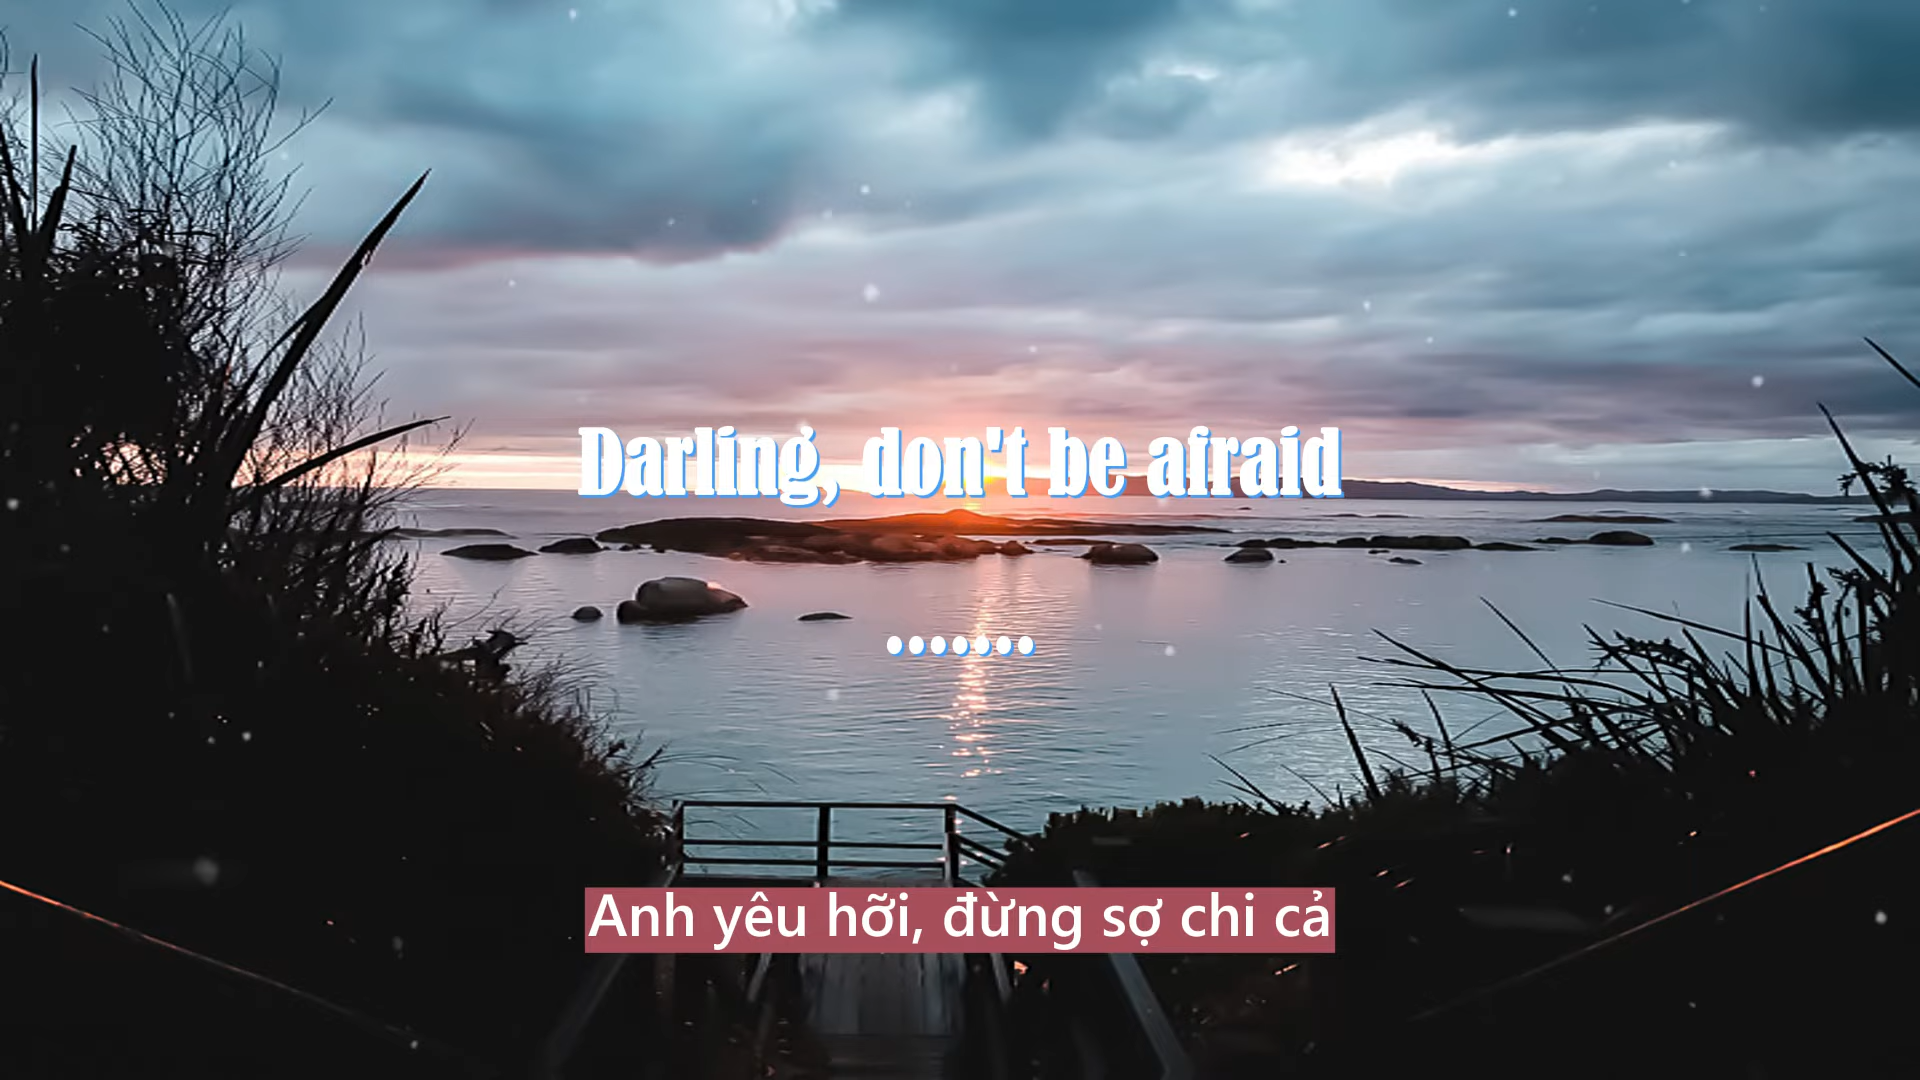 Darling, don't be afraid
.......
Anh yêu hỡi, đừng sợ chi cả